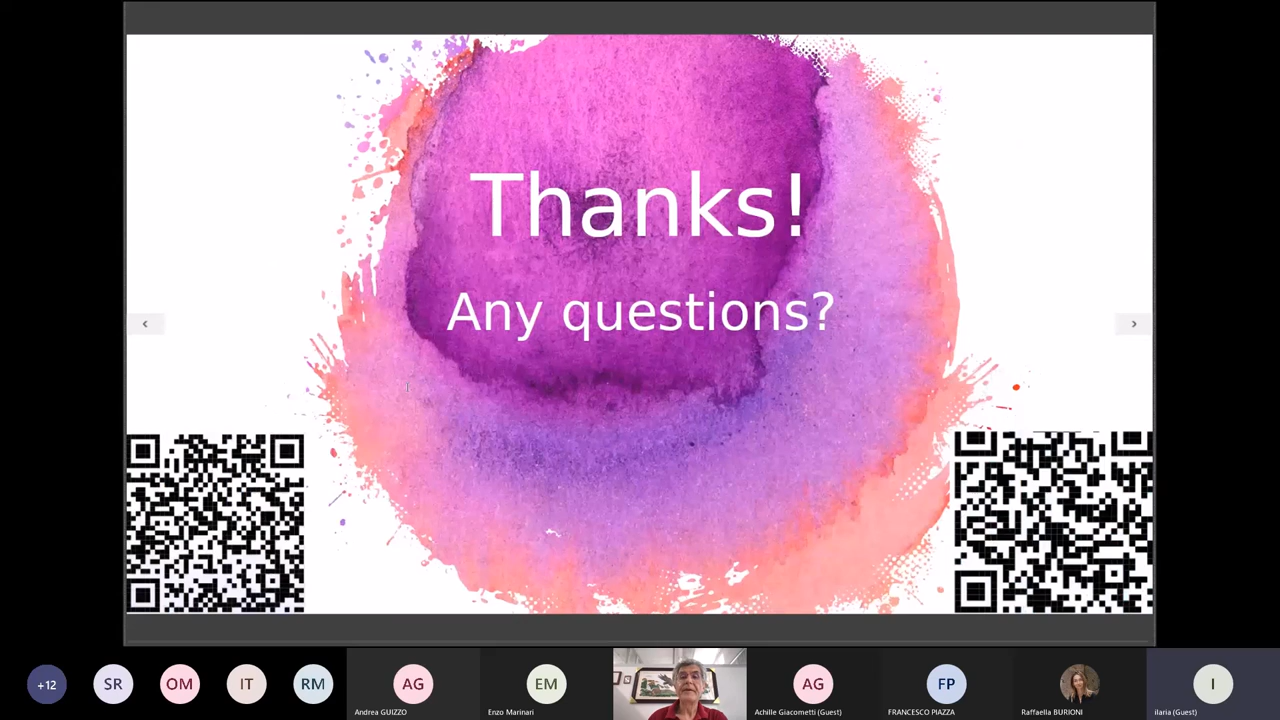 Thanks!
Any questions?
+12
SR
OM
IT
RM
AG
Andrea GUIZZO
EM
Enzo Marinari
AG
Achille Giacometti (Guest)
FP
FRANCESCO PIAZZA
Raffaella BURIONI
I
ilaria (Guest)